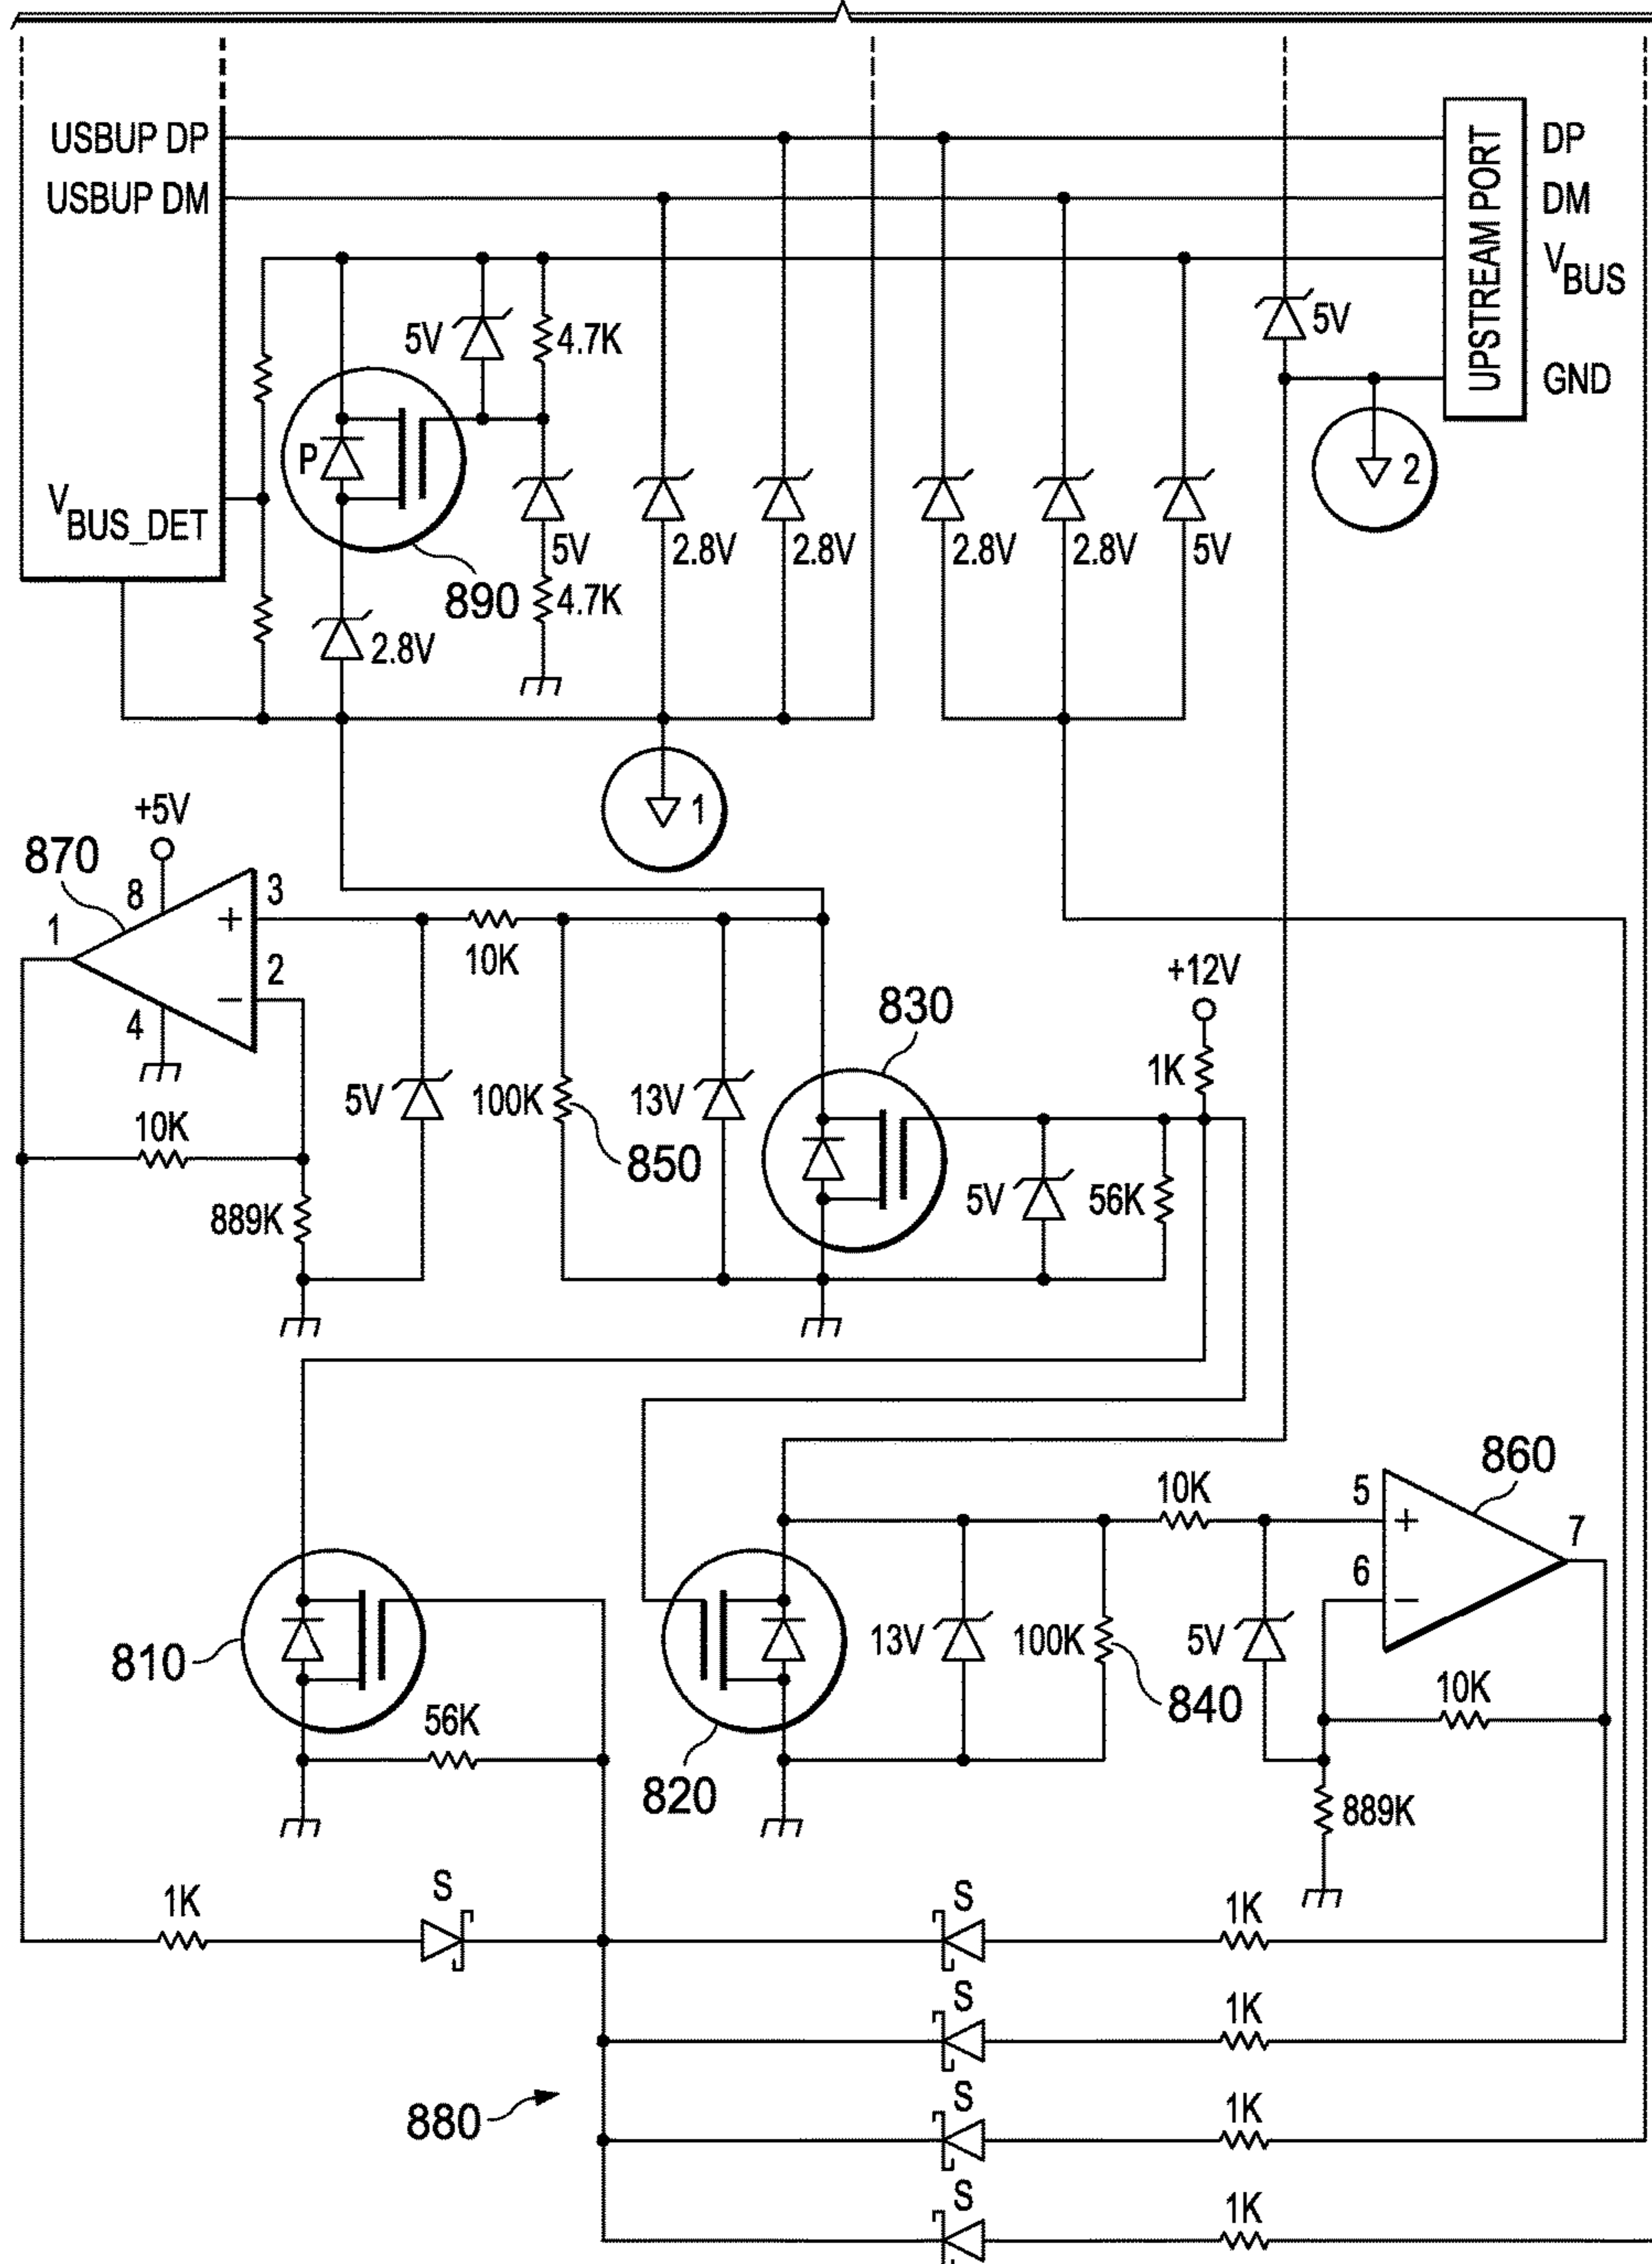 USBUP DP
USBUP DM
V BUS_DET
UPSTREAM PORT
DP
DM
V BUS
GND
5V
4.7K
5V
P
890
5V
4.7K
2.8V
2.8V
2.8V
2.8V
2.8V
5V
2
1
+5V
870
8
3
1
+
10K
2
−
4
830
+12V
1K
5V
100K
13V
850
5V
56K
10K
889K
860
10K
5
+
7
6
−
810
13V
100K
5V
840
10K
56K
820
889K
1K
S
S
1K
S
1K
880
S
1K
S
1K